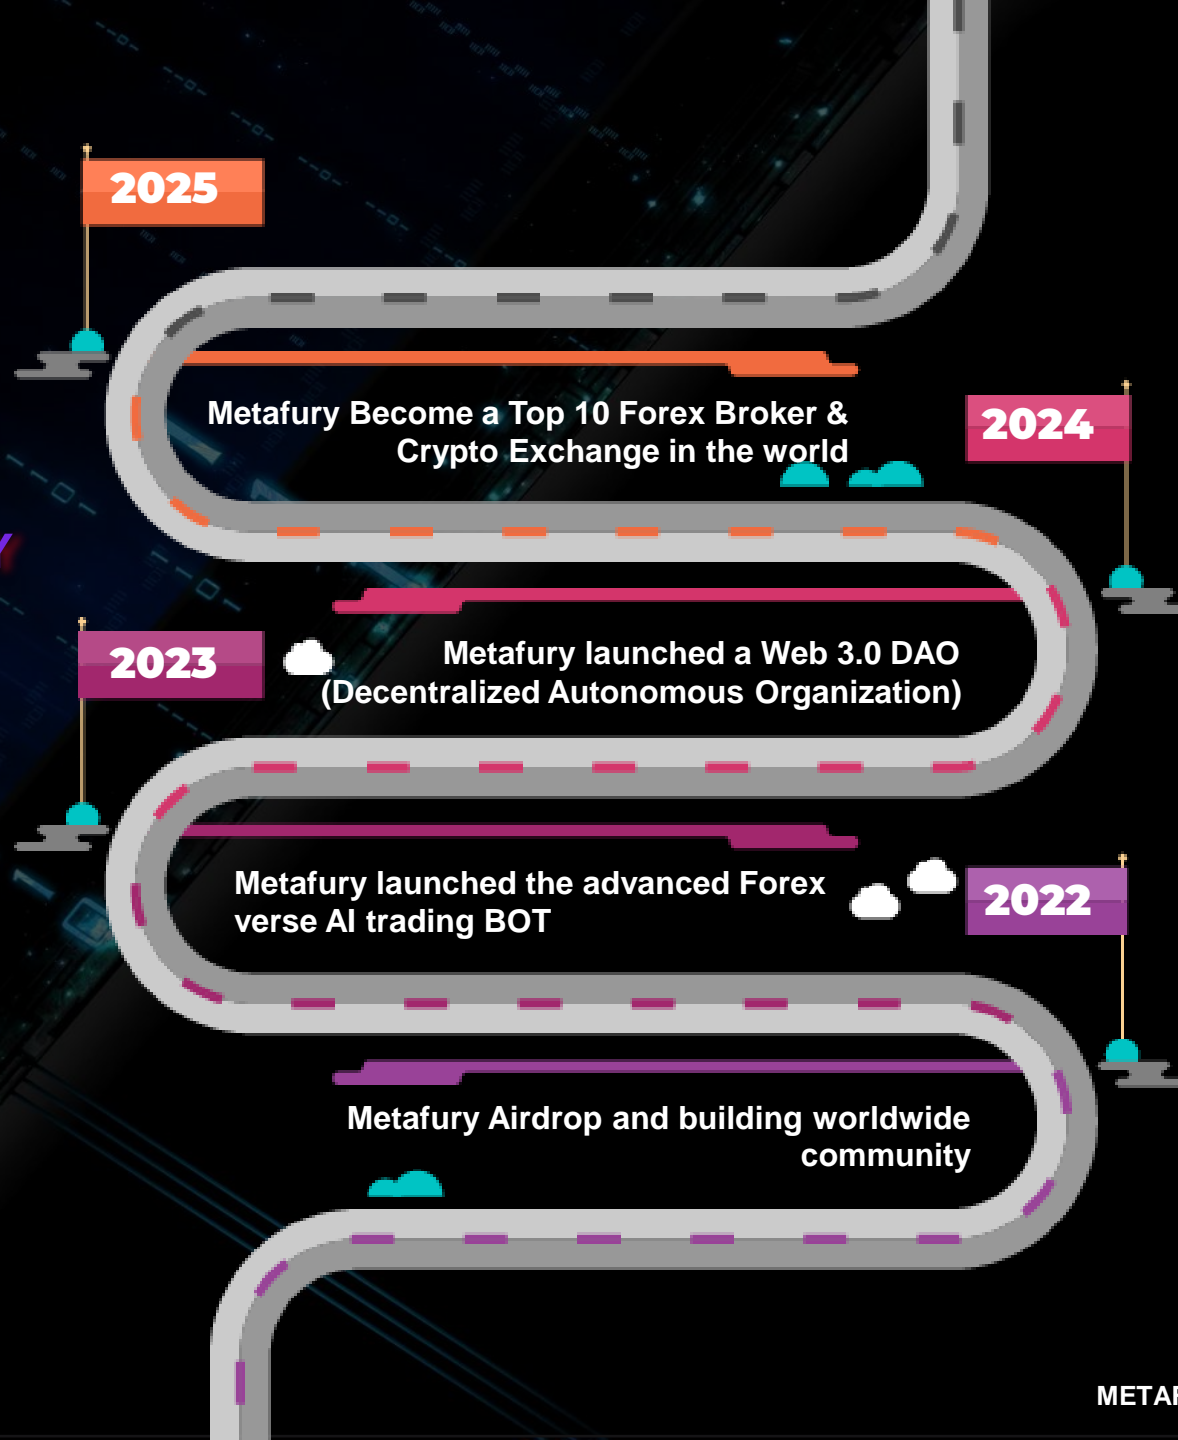 2025
Metafury Become a Top 10 Forex Broker &
Crypto Exchange in the world
2024
Metafury launched a Web 3.0 DAO
(Decentralized Autonomous Organization)
2023
Metafury launched the advanced Forex
verse AI trading BOT
2022
Metafury Airdrop and building worldwide
community